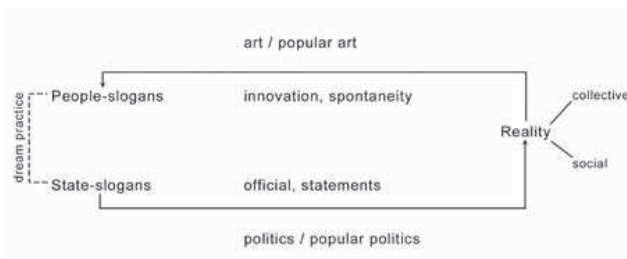 art / popular art
People-slogans
innovation, spontaneity
collective
dream practice
Reality
social
State-slogans
official, statements
politics / popular politics